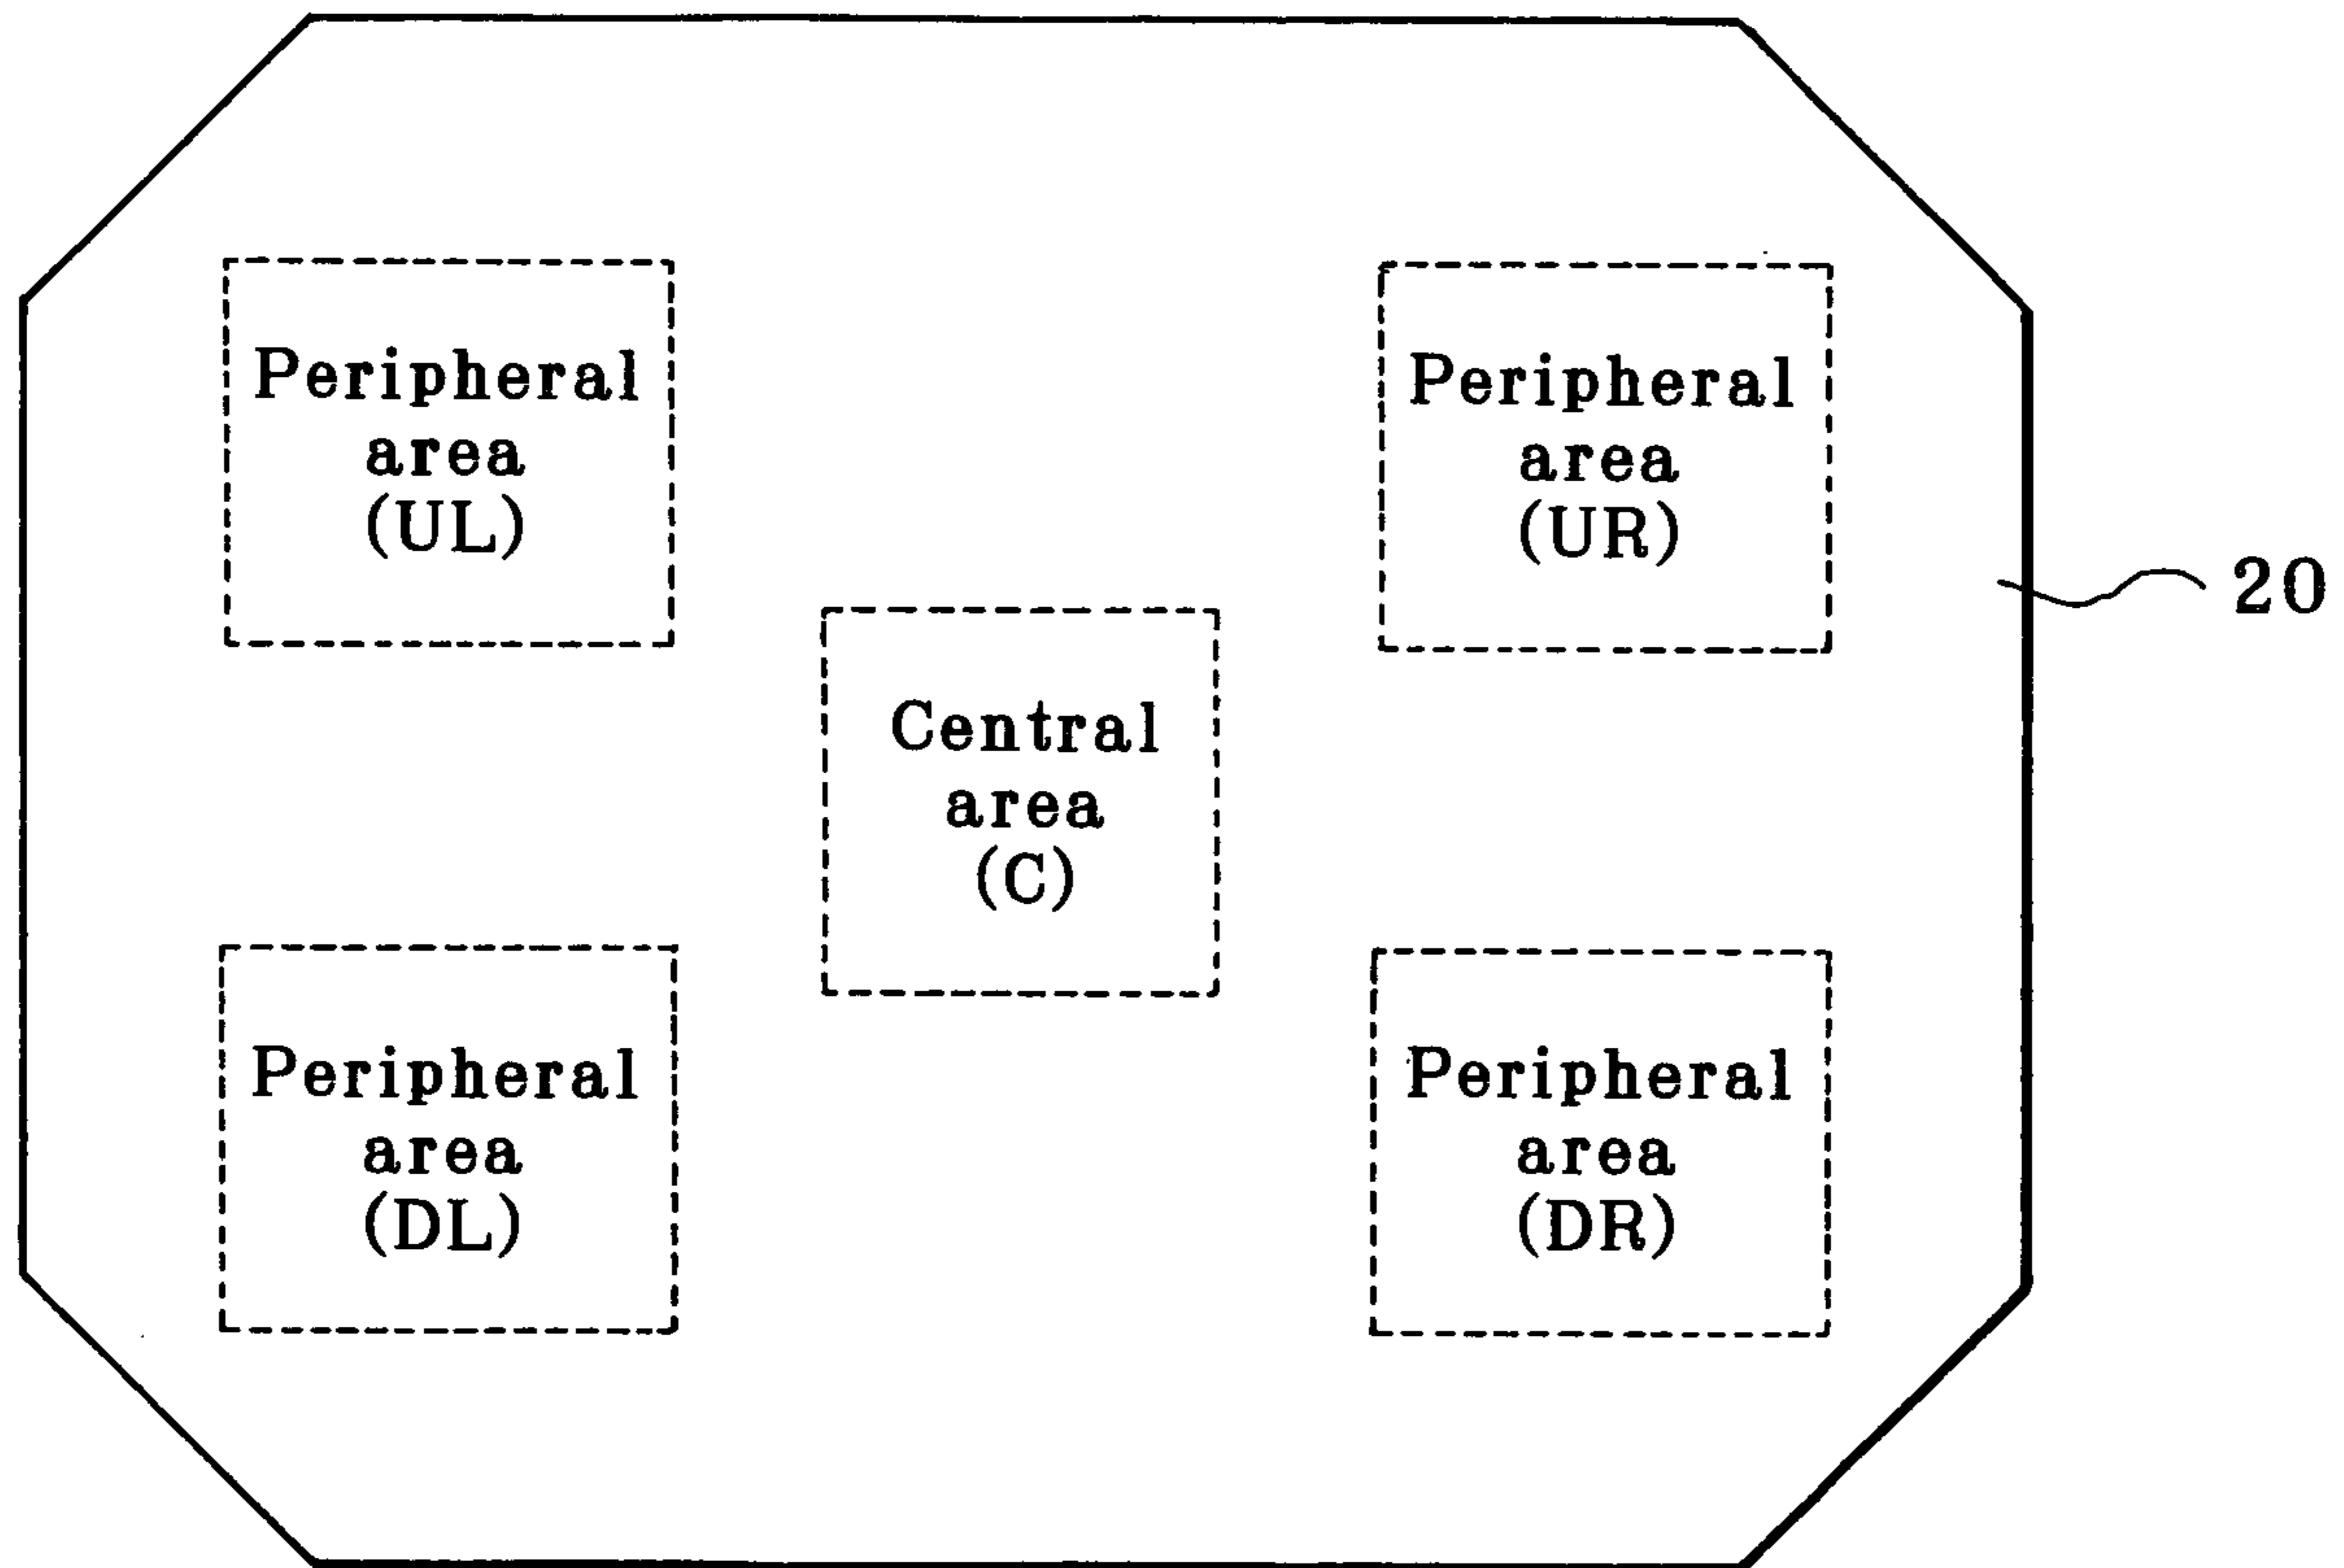 Peripheral
area
(UL)
Peripheral
area
(UR)
20
Central
area
(C)
Peripheral
area
(DL)
Peripheral
area
(DR)